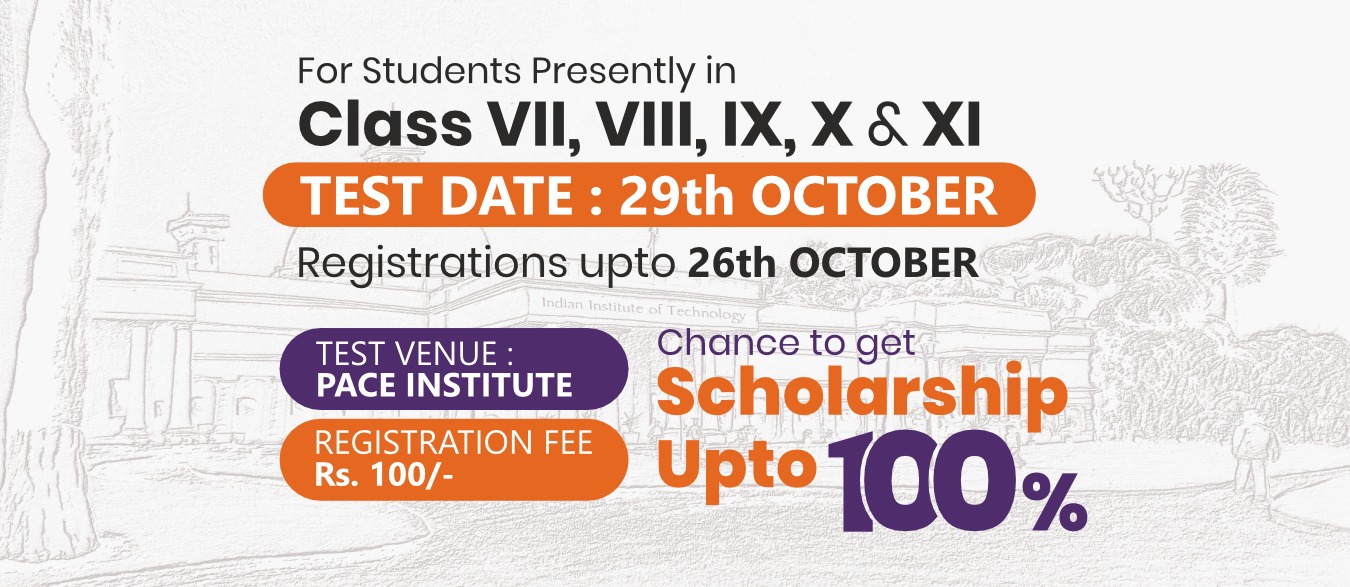 For Students Presently in
Class VII, VIII, IX, X & XI
TEST DATE : 29th OCTOBER
Registrations upto 26th OCTOBER
Indian Institute of Technology
TEST VENUE :
PACE INSTITUTE
REGISTRATION FEE
Rs. 100/-
Chance to get
Scholarship
Upto 100%